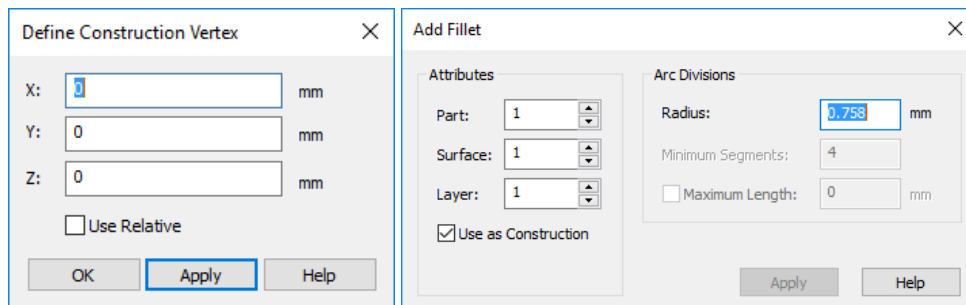 Define Construction Vertex
X: 0 mm
Y: 0 mm
Z: 0 mm
Use Relative
OK Apply Help
Add Fillet
Attributes
Part: 1
Surface: 1
Layer: 1
Use as Construction
Arc Divisions
Radius: 0.758 mm
Minimum Segments: 4
Maximum Length: 0 mm
Apply Help